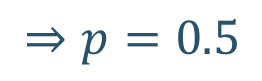 ⇒ p = 0.5